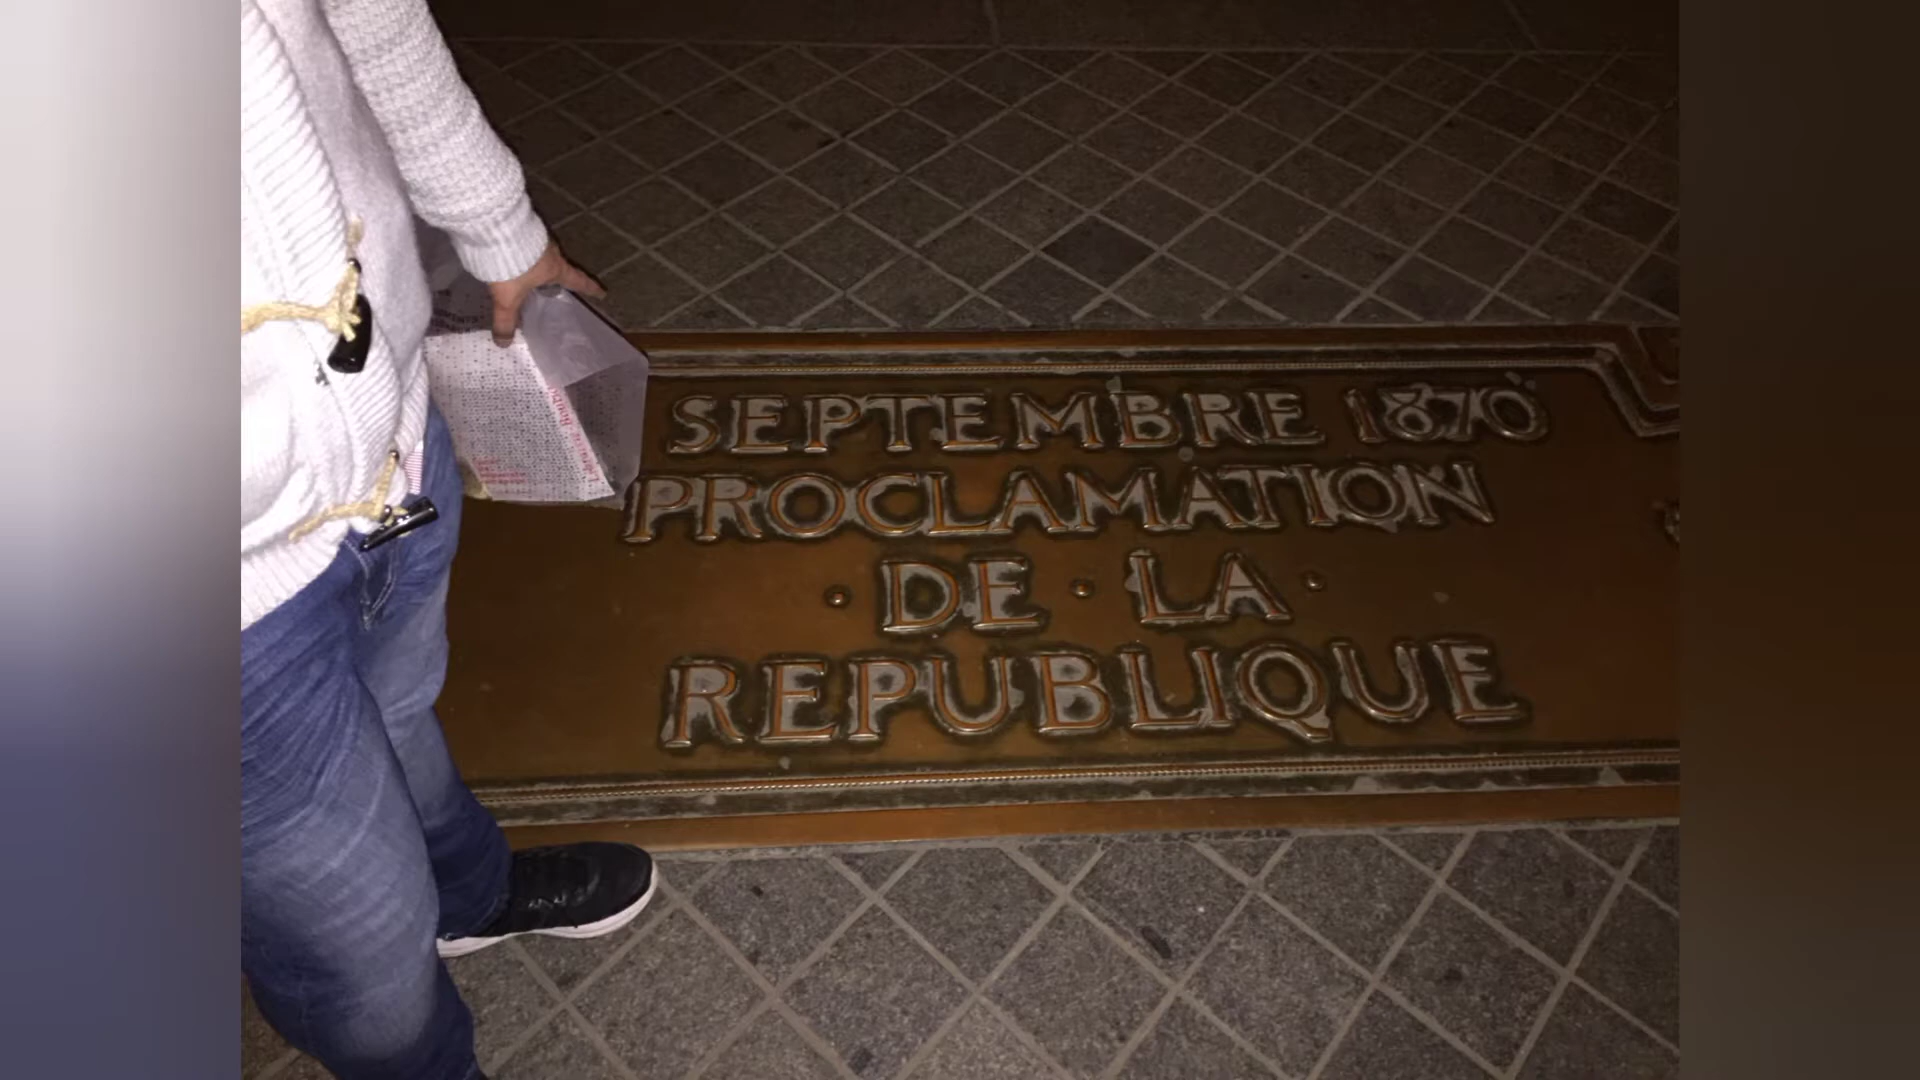 SEPTEMBRE 1870
PROCLAMATION
· DE · LA ·
REPUBLIQUE